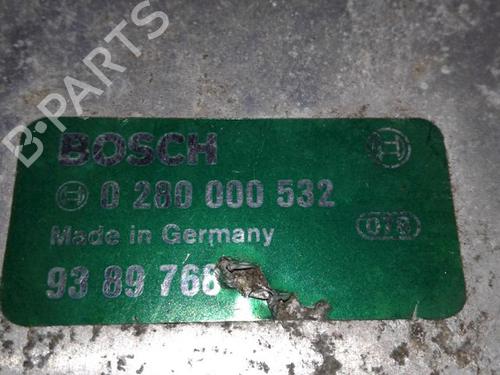 B-PARTS
BOSCH
0 280 000 532
Made in Germany
93 89 766